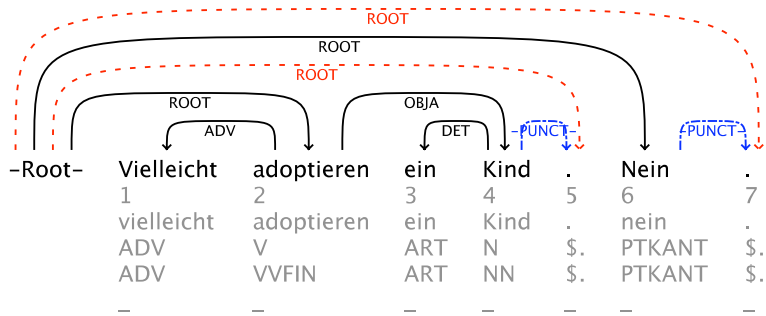 ROOT
ROOT
ROOT
ROOT OBJA
ADV DET -PUNCT- -PUNCT-
-Root- Vielleicht adoptieren ein Kind . Nein .
1 2 3 4 5 6 7
vielleicht adoptieren ein Kind . nein .
ADV V ART N $. PTKANT $.
ADV VVFIN ART NN $. PTKANT $.
_ _ _ _ _ _ _